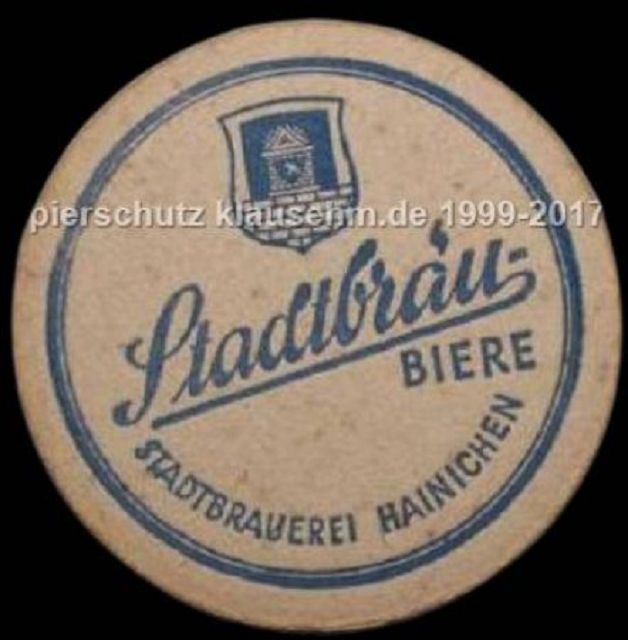 pierschutz klausehm.de 1999-2017
Stadtbräu-
BIERE
STADTBRAUEREI HAINICHEN